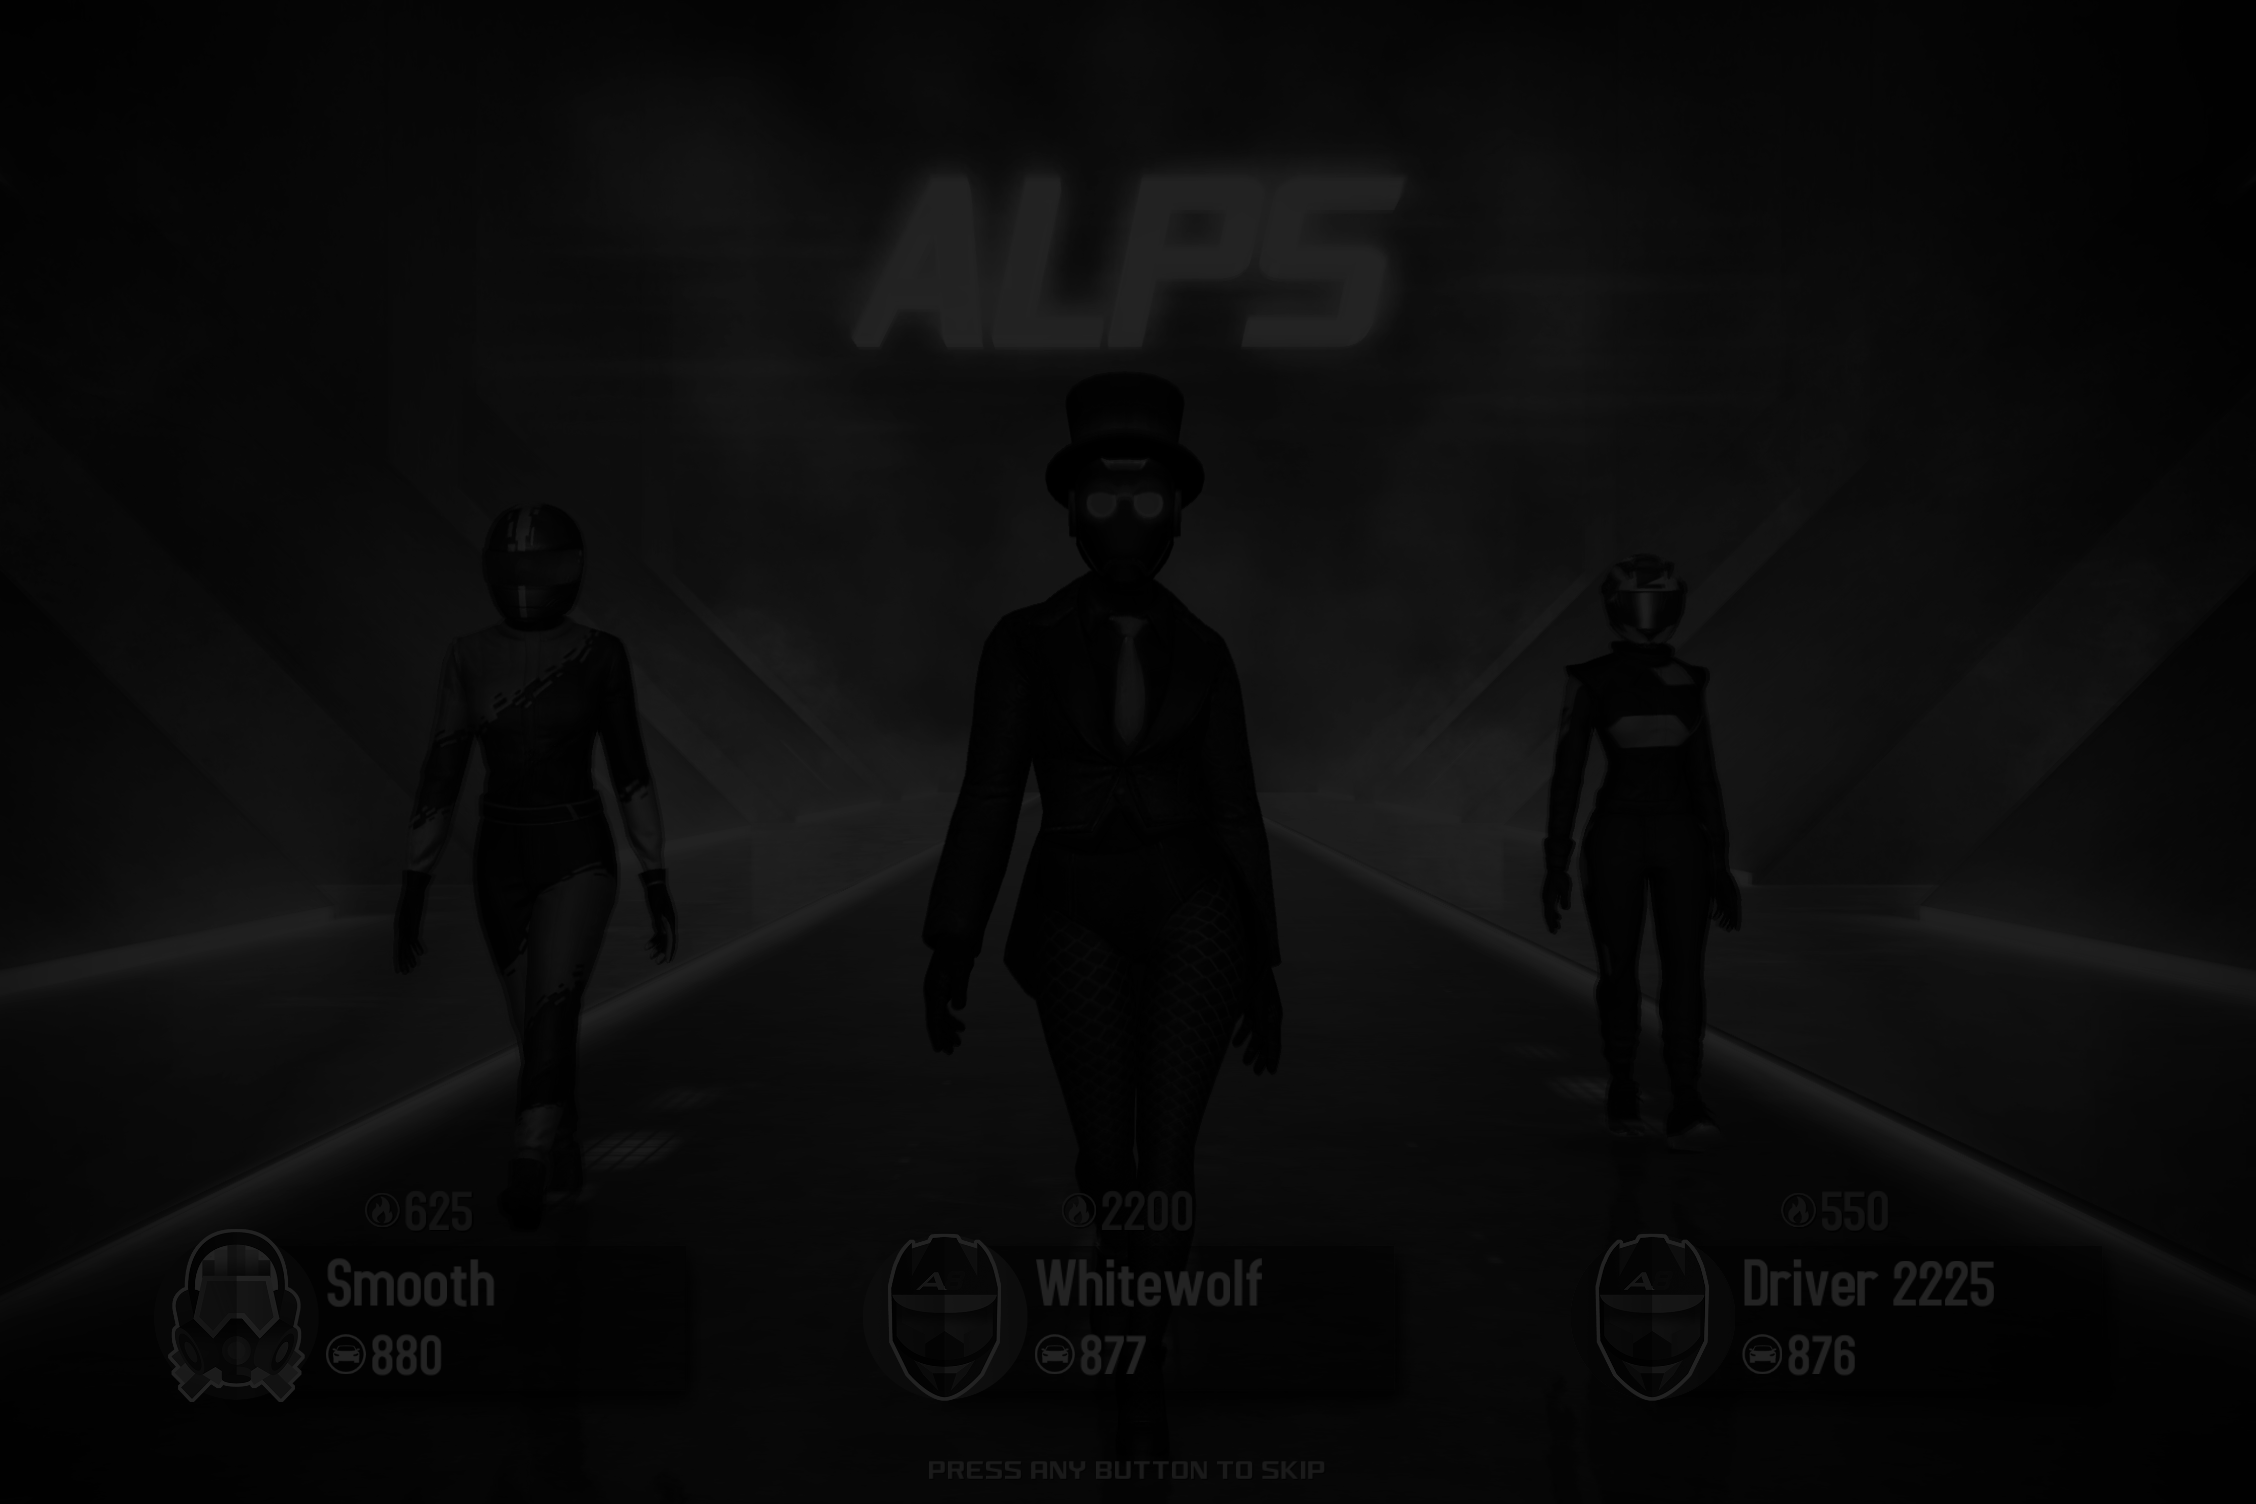 ALPS
625
Smooth
880
2200
Whitewolf
877
550
Driver 2225
876
PRESS ANY BUTTON TO SKIP